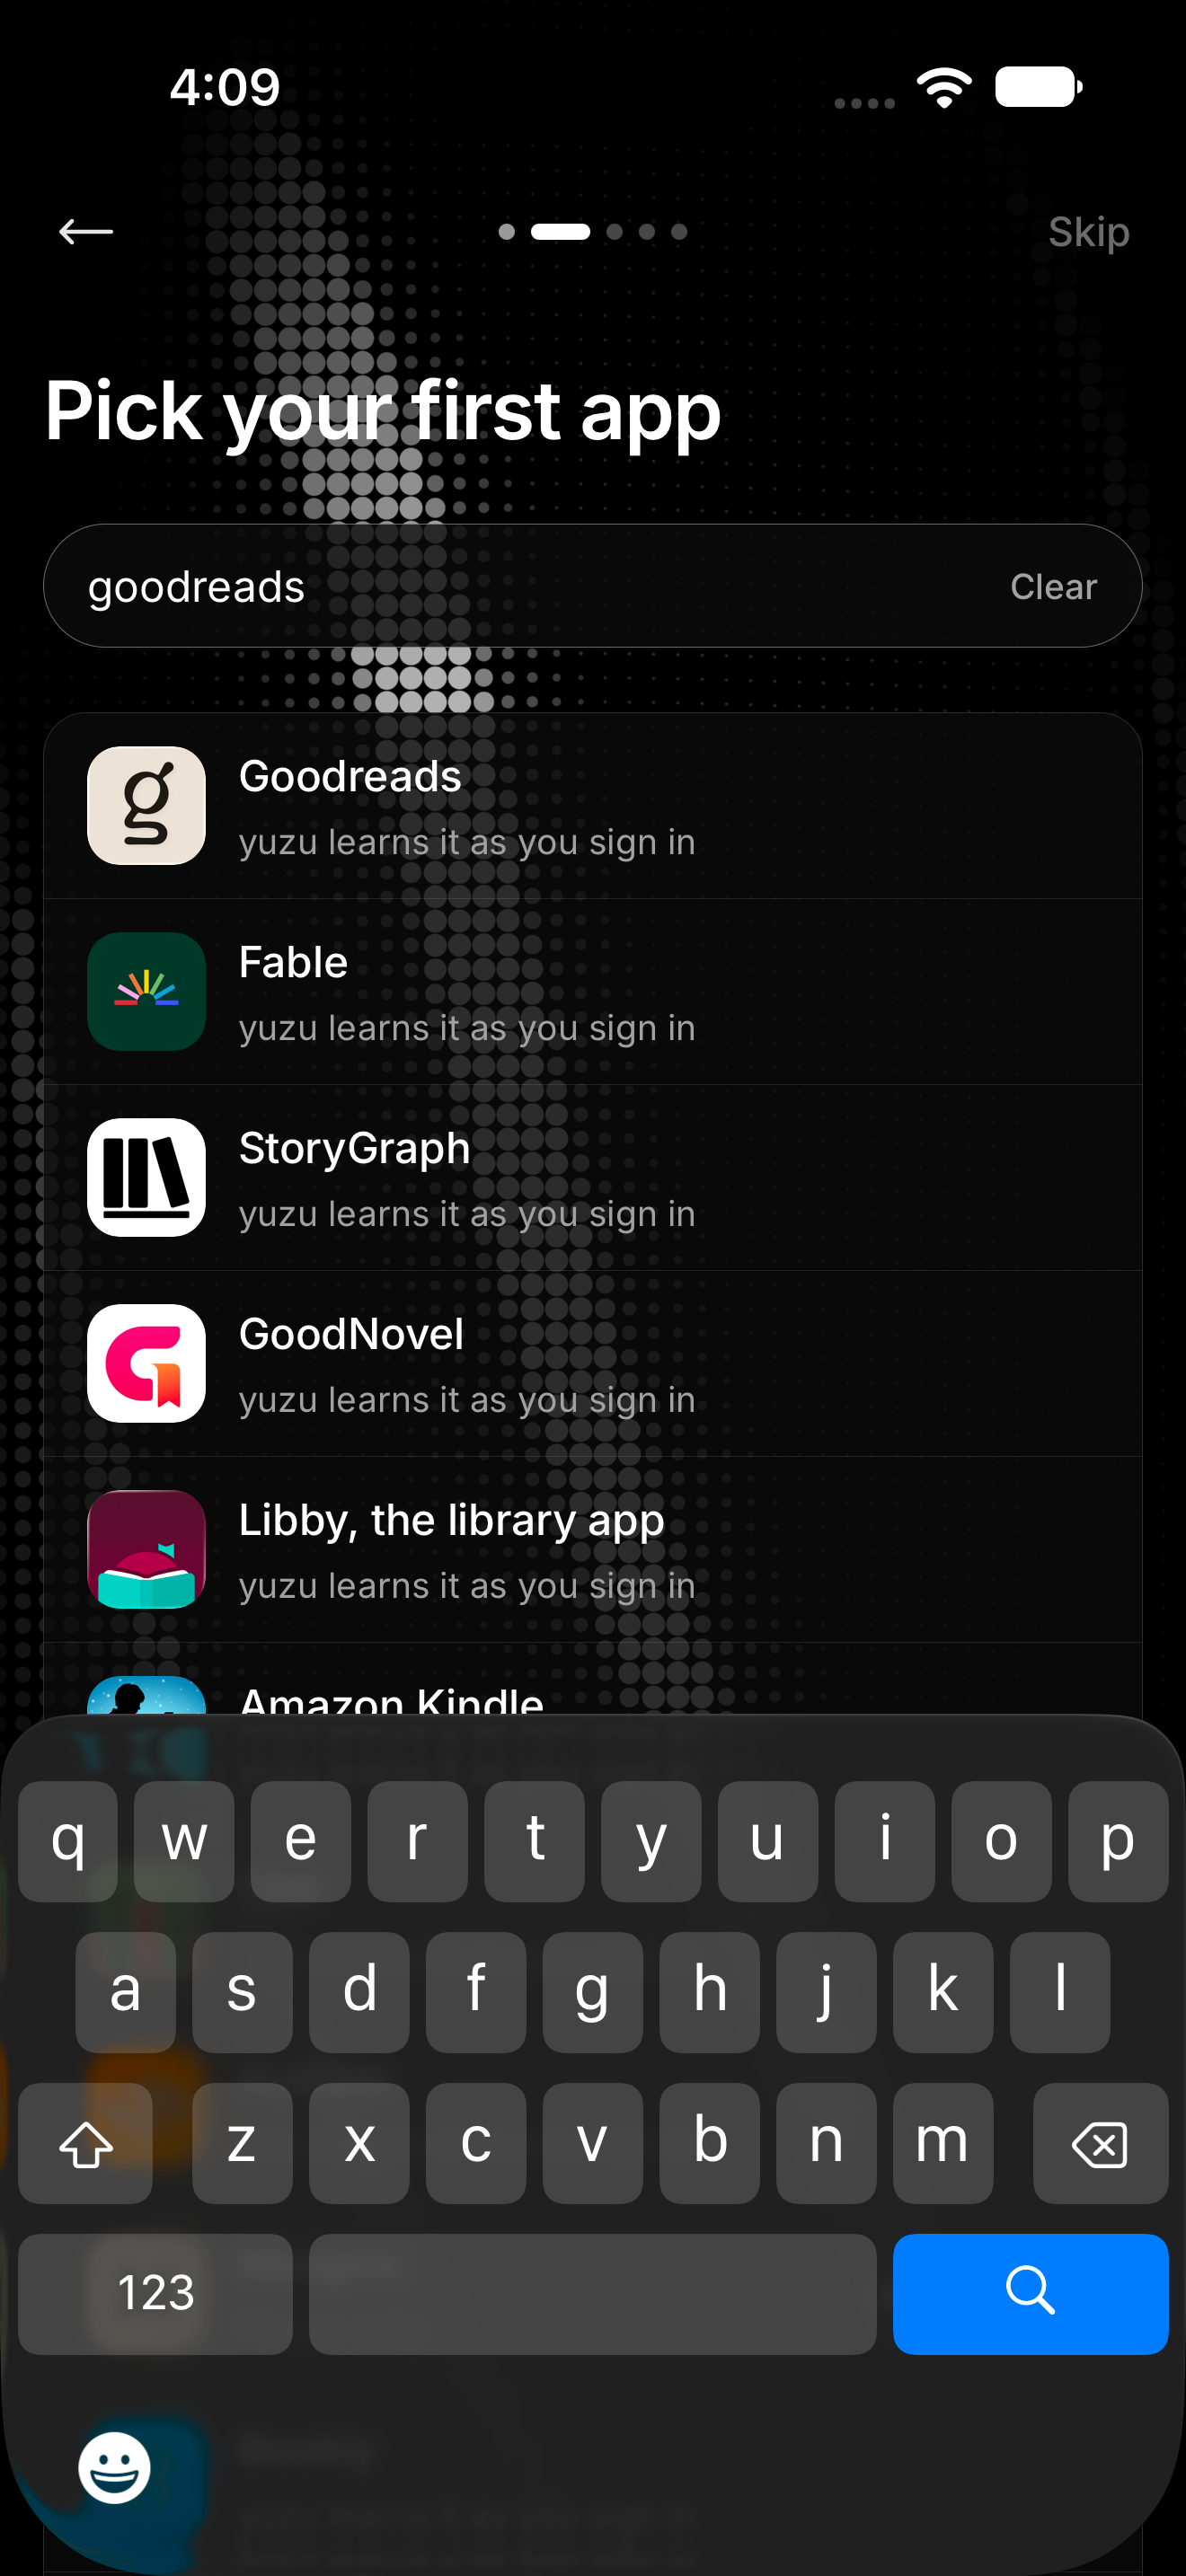 4:09
Skip
Pick your first app
goodreads
Clear
g
Goodreads
yuzu learns it as you sign in
Fable
yuzu learns it as you sign in
StoryGraph
yuzu learns it as you sign in
GoodNovel
yuzu learns it as you sign in
Libby, the library app
yuzu learns it as you sign in
Amazon Kindle
q w e r t y u i o p
a s d f g h j k l
z x c v b n m
123